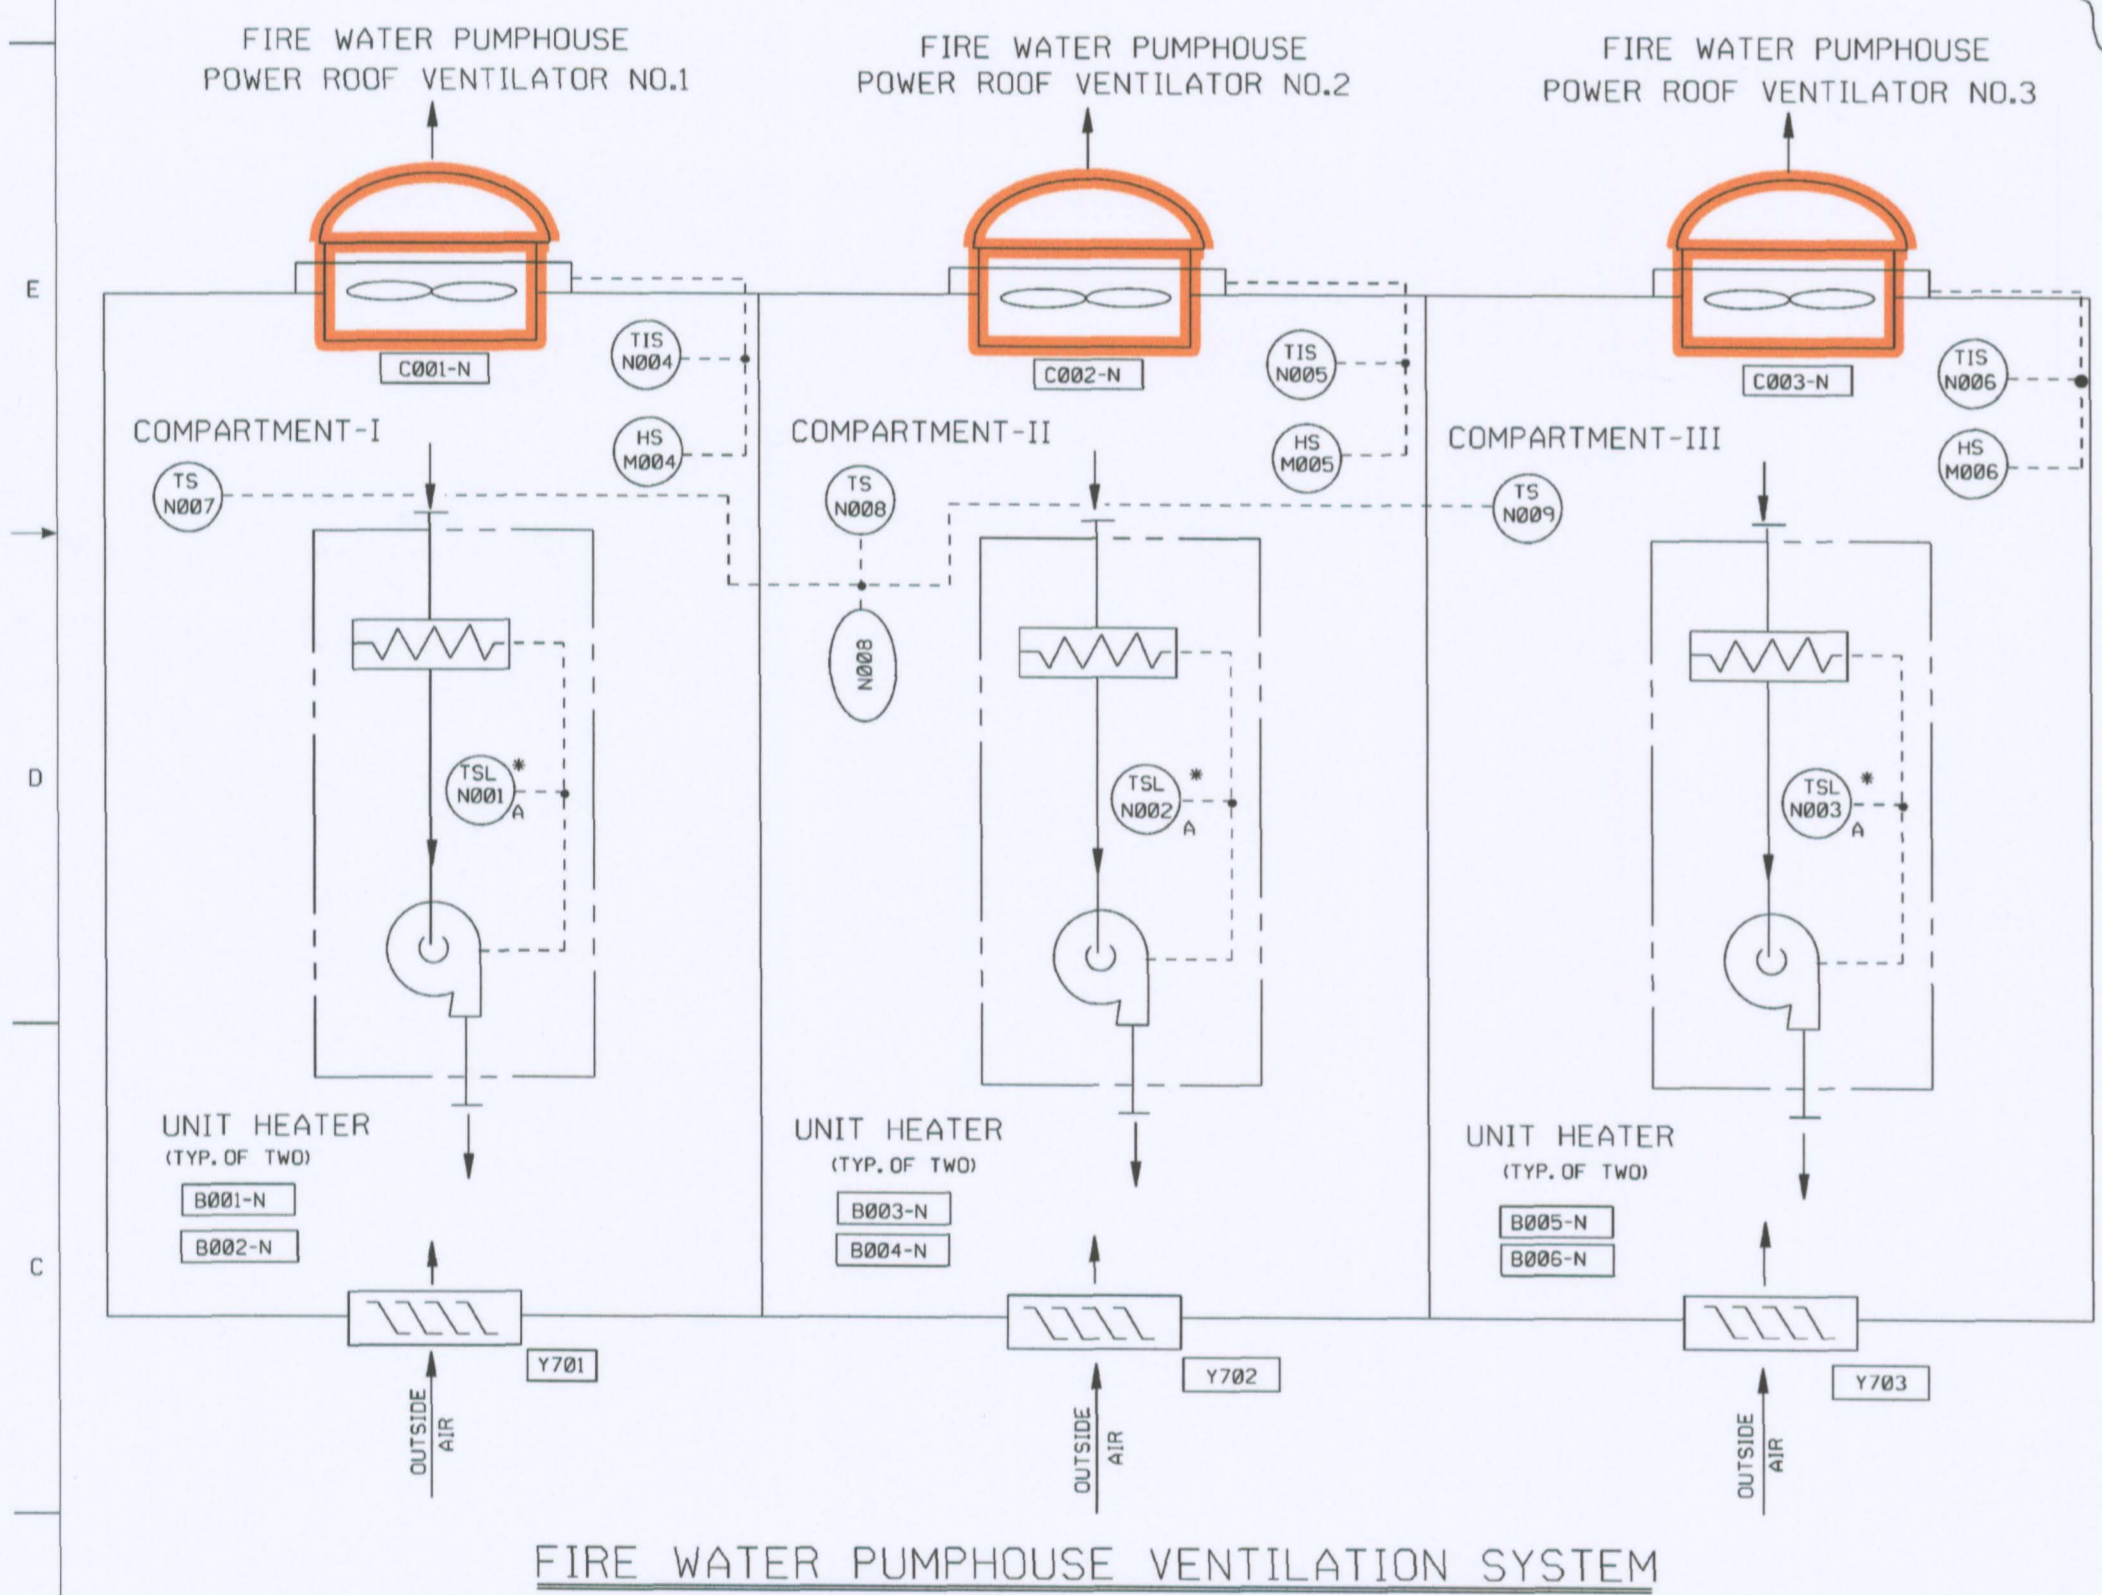 FIRE WATER PUMPHOUSE
POWER ROOF VENTILATOR NO.1
FIRE WATER PUMPHOUSE
POWER ROOF VENTILATOR NO.2
FIRE WATER PUMPHOUSE
POWER ROOF VENTILATOR NO.3
E
TIS
N004
C001-N
HS
M004
COMPARTMENT-I
TS
N007
TIS
N005
C002-N
HS
M005
COMPARTMENT-II
TS
N008
N008
TIS
N006
C003-N
HS
M006
COMPARTMENT-III
TS
N009
D
TSL
N001
*
A
TSL
N002
*
A
TSL
N003
*
A
UNIT HEATER
(TYP. OF TWO)
B001-N
B002-N
UNIT HEATER
(TYP. OF TWO)
B003-N
B004-N
UNIT HEATER
(TYP. OF TWO)
B005-N
B006-N
C
Y701
OUTSIDE
AIR
Y702
OUTSIDE
AIR
Y703
OUTSIDE
AIR
FIRE WATER PUMPHOUSE VENTILATION SYSTEM